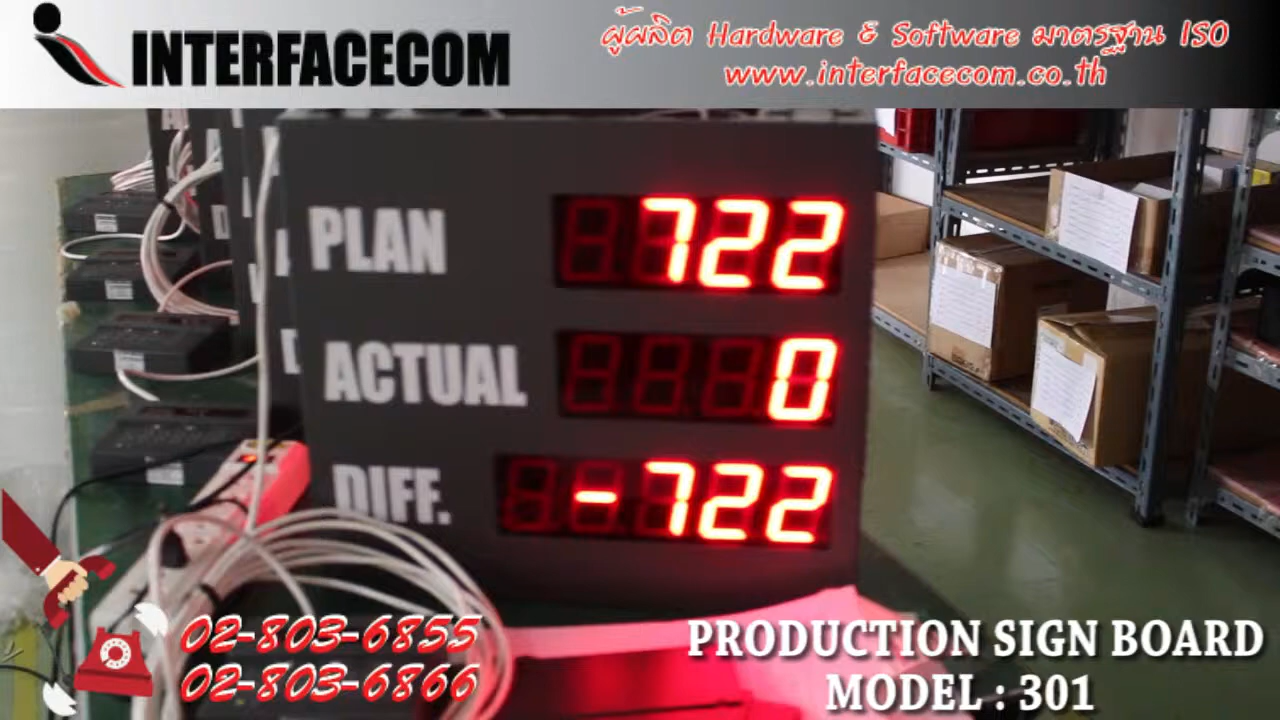 INTERFACECOM
ผู้ผลิต Hardware & Software มาตรฐาน ISO
www.interfacecom.co.th
PLAN 722
ACTUAL 0
DIFF. -722
02-803-6855
02-803-6866
PRODUCTION SIGN BOARD
MODEL : 301